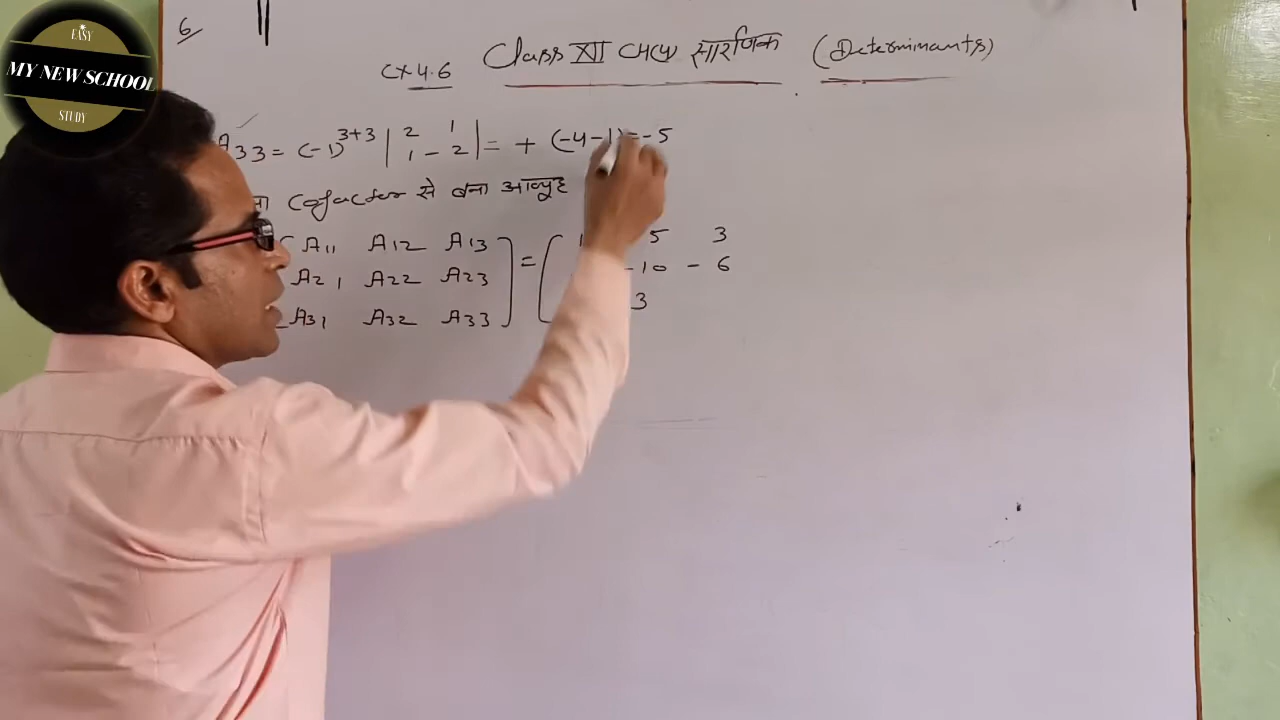 EASY
MY NEW SCHOOL
STUDY
6
Class XII गणित सारणिक (Determinants)
Ex 4.6
A33 = (-1)^3+3 | 2 1 | = + (-4-1) = -5
| 1 -2 |
cofactor से बना आव्यूह
A11 A12 A13 = 5 3
A21 A22 A23 -10 -6
A31 A32 A33 3